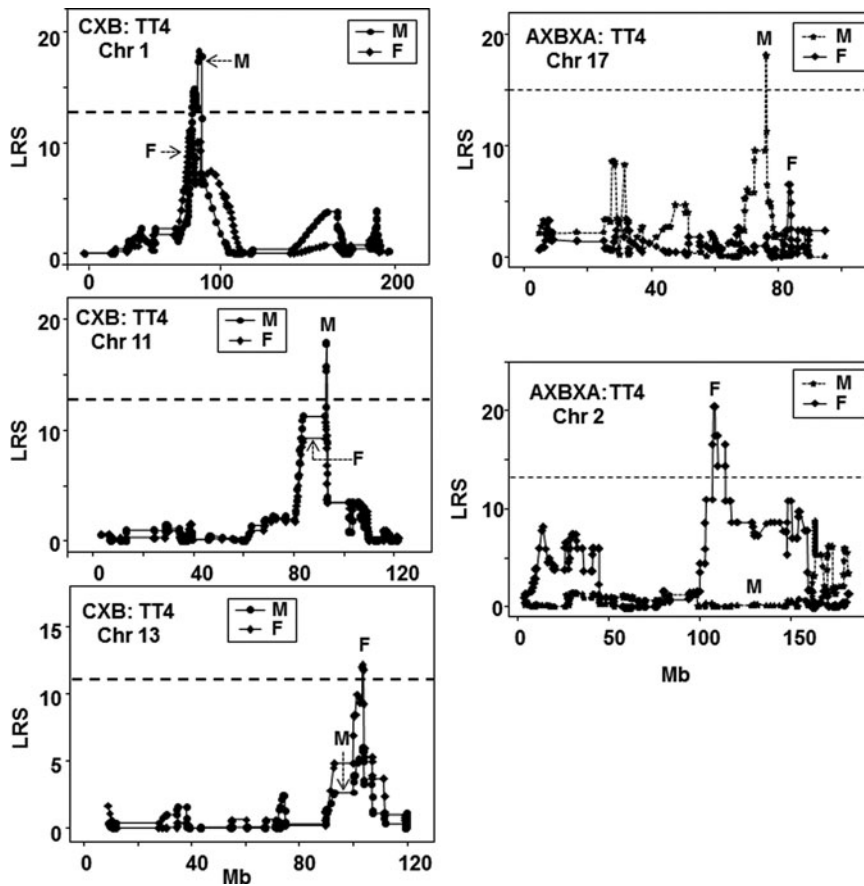 CXB: TT4
Chr 1
M
F
M
F
20
10
0
LRS
0
100
200
CXB: TT4
Chr 11
M
F
M
F
20
10
0
LRS
0
40
80
120
CXB: TT4
Chr 13
M
F
F
M
15
10
5
0
LRS
0
40
80
120
Mb
AXBXA: TT4
Chr 17
M
F
M
F
20
10
0
LRS
0
40
80
AXBXA: TT4
Chr 2
M
F
F
M
20
10
0
LRS
0
50
100
150
Mb